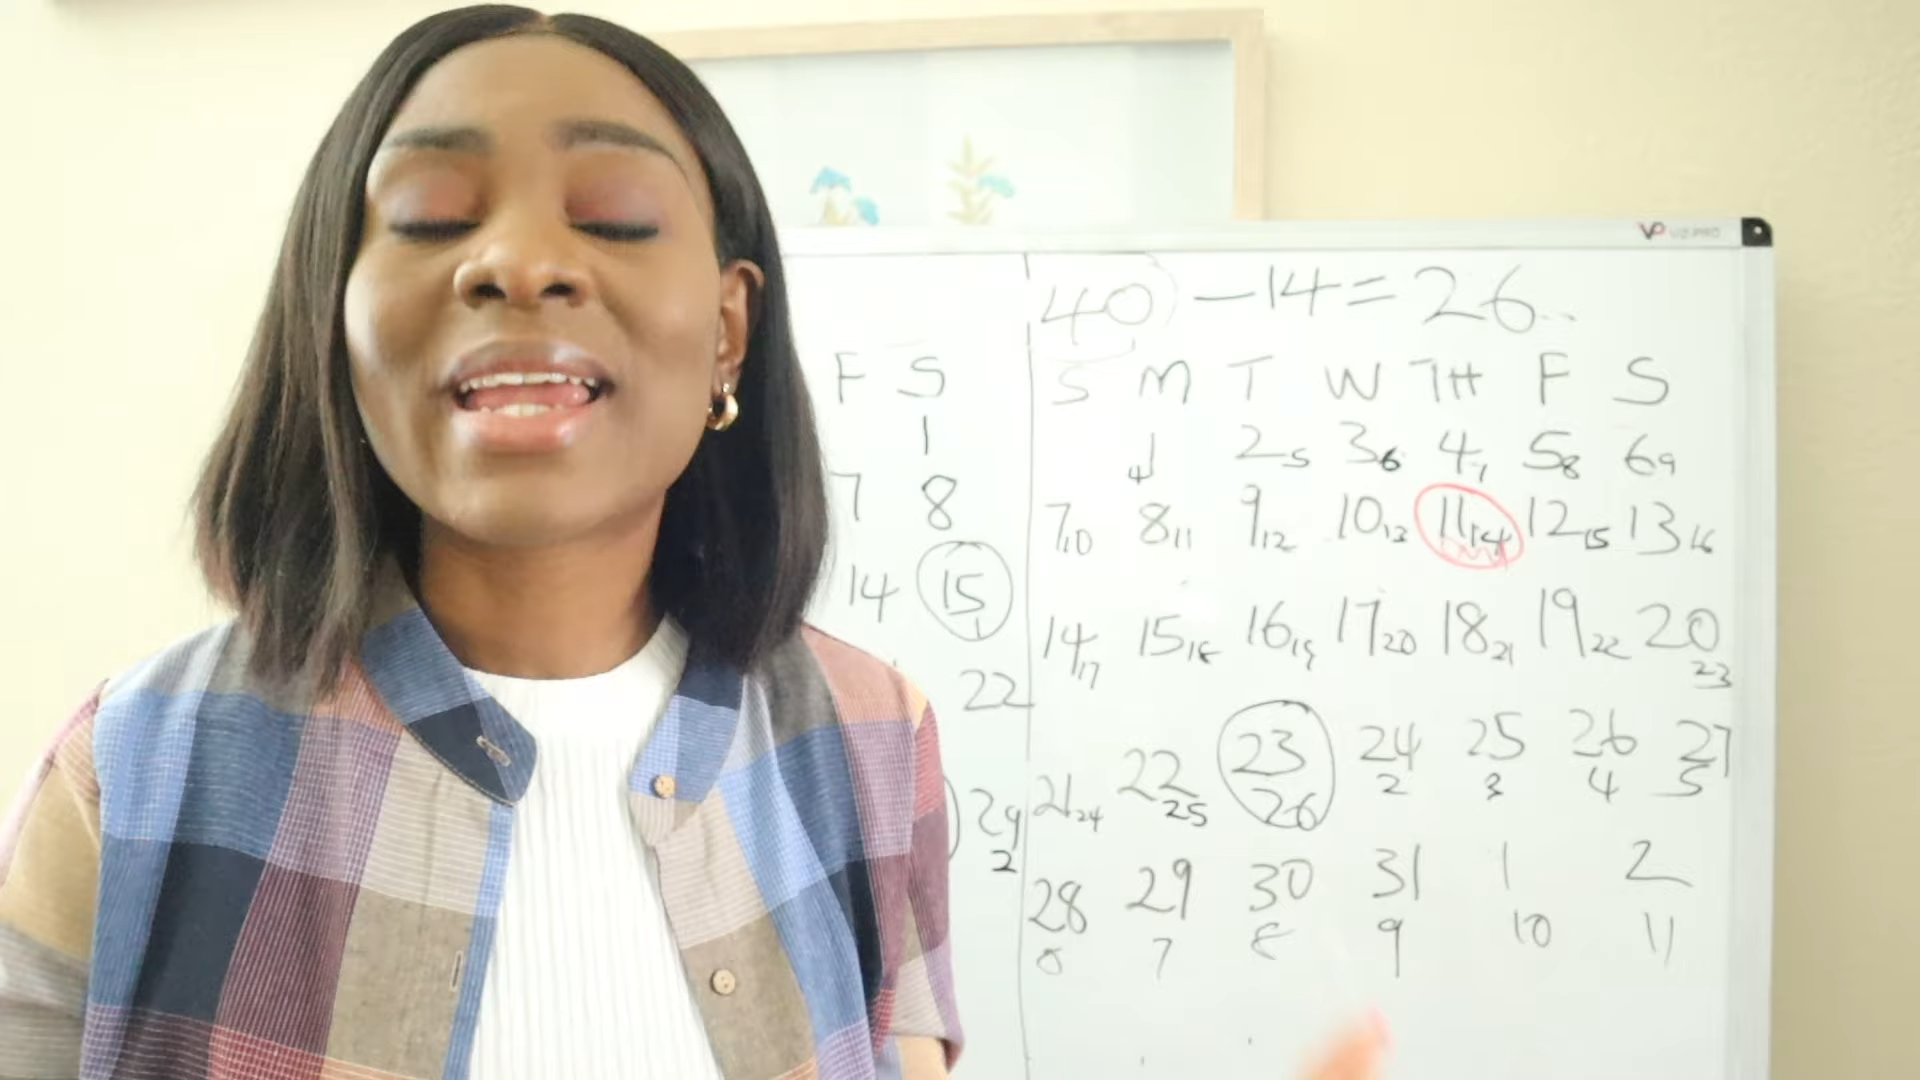 VIZ-PRO
40 - 14 = 26
F S
S M T W TH F S
1
1 4 2 5 3 6 4 7 5 8 6 9
7 8
7 10 8 11 9 12 10 13 11 14 12 15 13 16
14 15 1
14 17 15 18 16 19 17 20 18 21 19 22 20 23
22
21 24 22 25 23 26 24 2 25 3 26 4 27 5
29 2
28 6 29 7 30 8 31 9 1 10 2 11